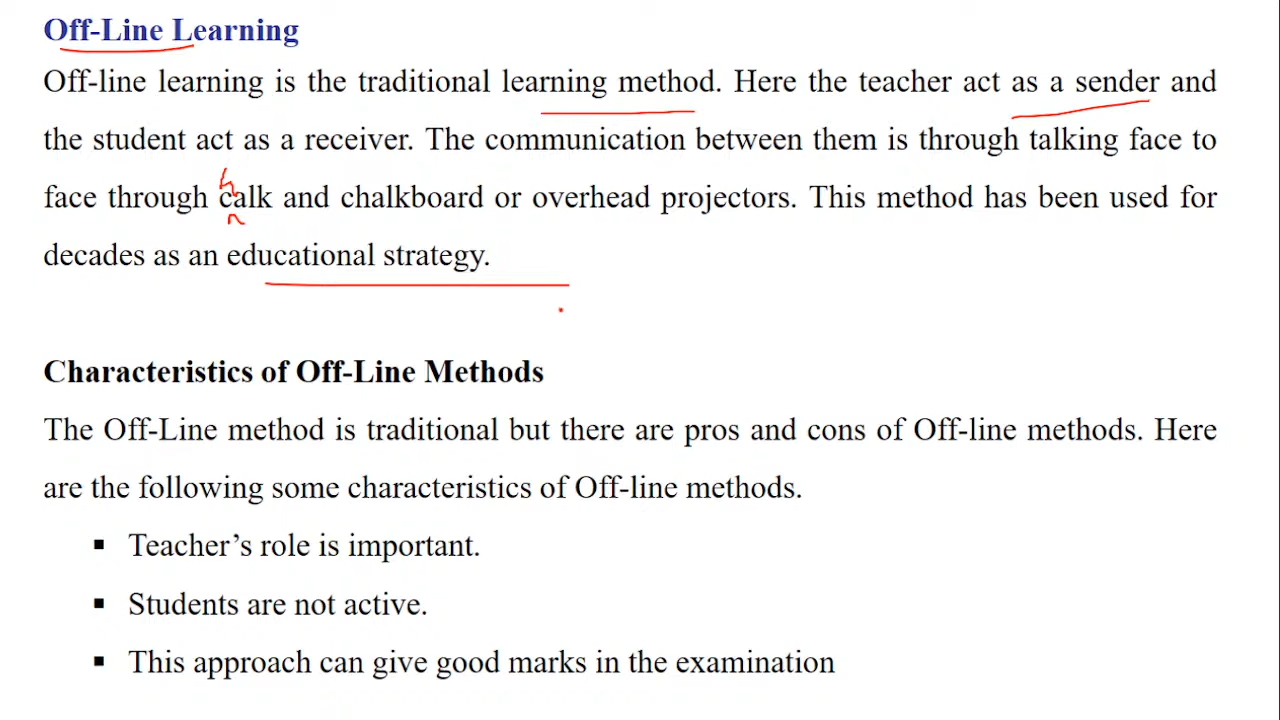 Off-Line Learning
Off-line learning is the traditional learning method. Here the teacher act as a sender and
the student act as a receiver. The communication between them is through talking face to
face through calk and chalkboard or overhead projectors. This method has been used for
decades as an educational strategy.
Characteristics of Off-Line Methods
The Off-Line method is traditional but there are pros and cons of Off-line methods. Here
are the following some characteristics of Off-line methods.
▪ Teacher’s role is important.
▪ Students are not active.
▪ This approach can give good marks in the examination